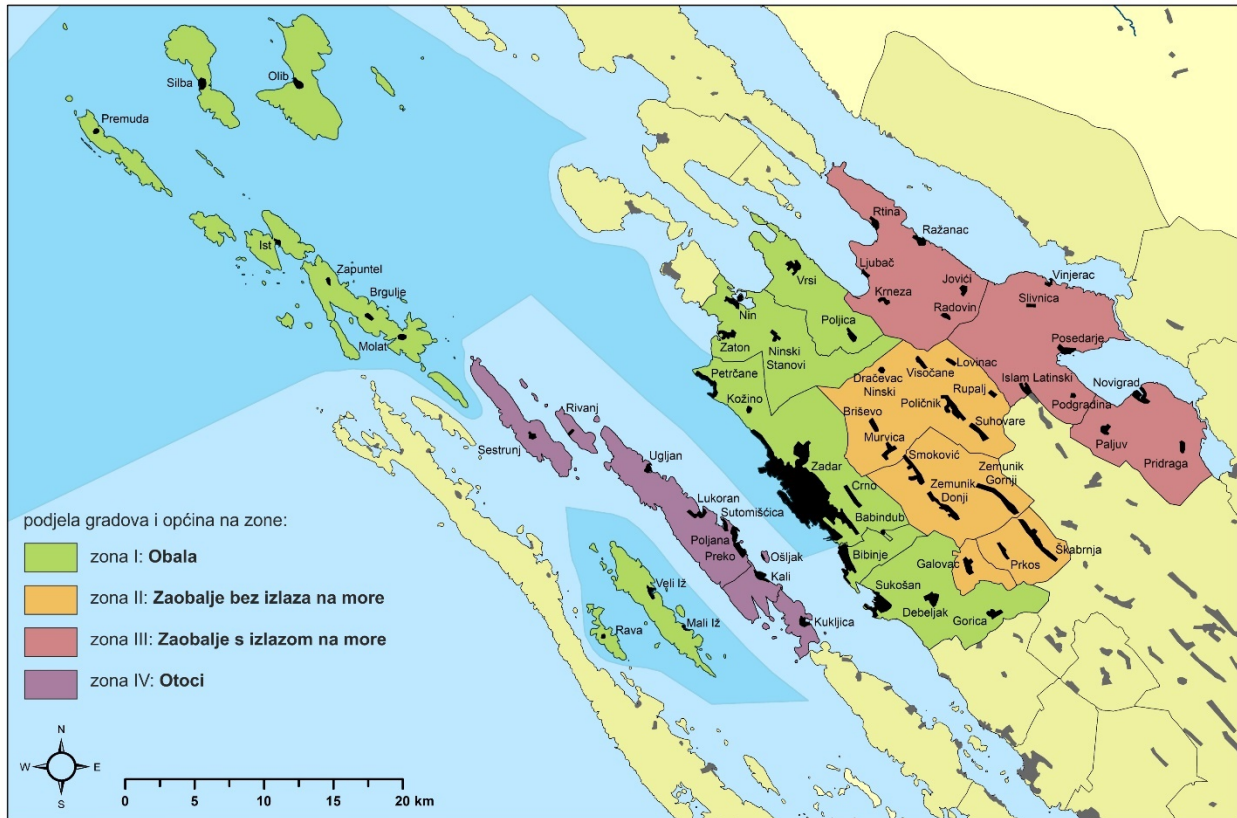 Silba
Olib
Premuda
Ist
Zapuntel
Brgulje
Molat
Rtina
Ražanac
Ljubač
Krneza
Jovići
Radovin
Vinjerac
Slivnica
Posedarje
Vrsi
Nin
Poljica
Zaton
Ninski
Stanovi
Petrčane
Kožino
Dračevac
Ninski
Visočane
Lovinac
Rupalj
Islam Latinski
Novigrad
Podgradina
Poličnik
Suhovare
Briševo
Murvica
Paljuv
Pridraga
Smoković
Zemunik
Gornji
Zemunik
Donji
Zadar
Crno
Babindub
Rivanj
Sestrunj
Ugljan
Lukoran
Sutomišćica
Poljana
Preko
Ošljak
Kali
Bibinje
Galovac
Prkos
Škabrnja
Sukošan
Debeljak
Gorica
Veli Iž
Mali Iž
Rava
Kukljica
podjela gradova i općina na zone:
zona I: Obala
zona II: Zaobalje bez izlaza na more
zona III: Zaobalje s izlazom na more
zona IV: Otoci
N
W E
S
0 5 10 15 20 km